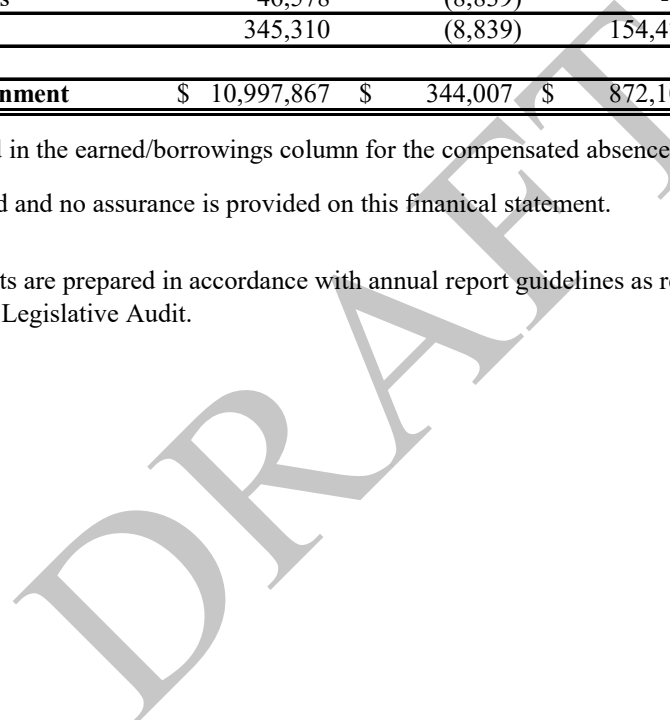 345,310 (8,839)
nment $ 10,997,867 $ 344,007 $
in the earned/borrowings column for the compensated absence
d and no assurance is provided on this finanical statement.
ts are prepared in accordance with annual report guidelines as
Legislative Audit.
DRAFT